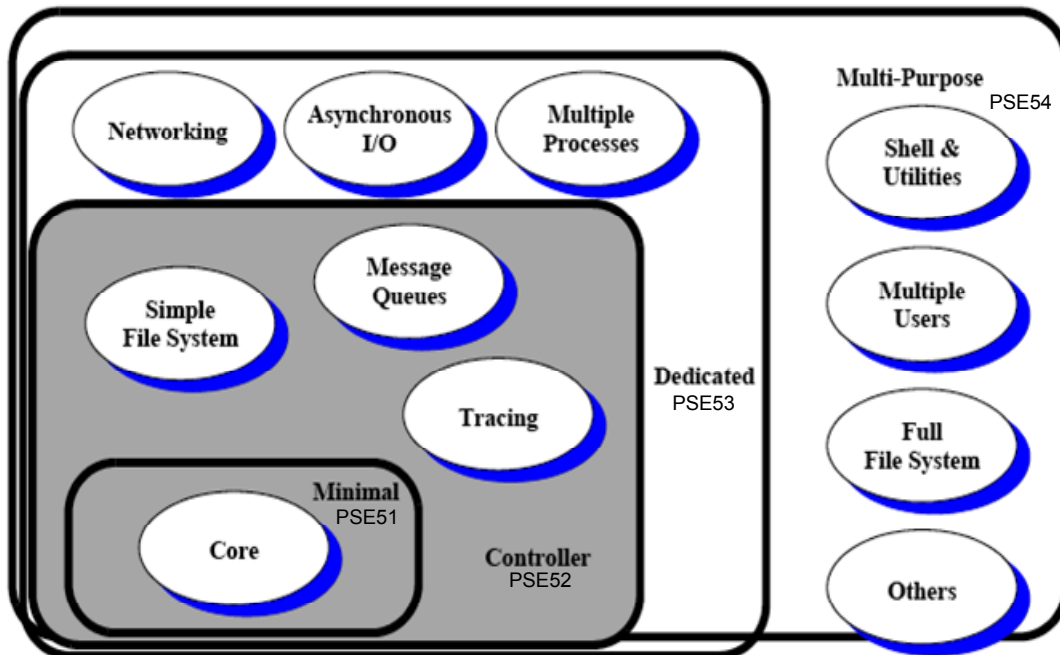 Networking
Asynchronous
I/O
Multiple
Processes
Multi-Purpose
PSE54
Shell &
Utilities
Message
Queues
Simple
File System
Multiple
Users
Dedicated
PSE53
Tracing
Full
File System
Minimal
PSE51
Core
Controller
PSE52
Others